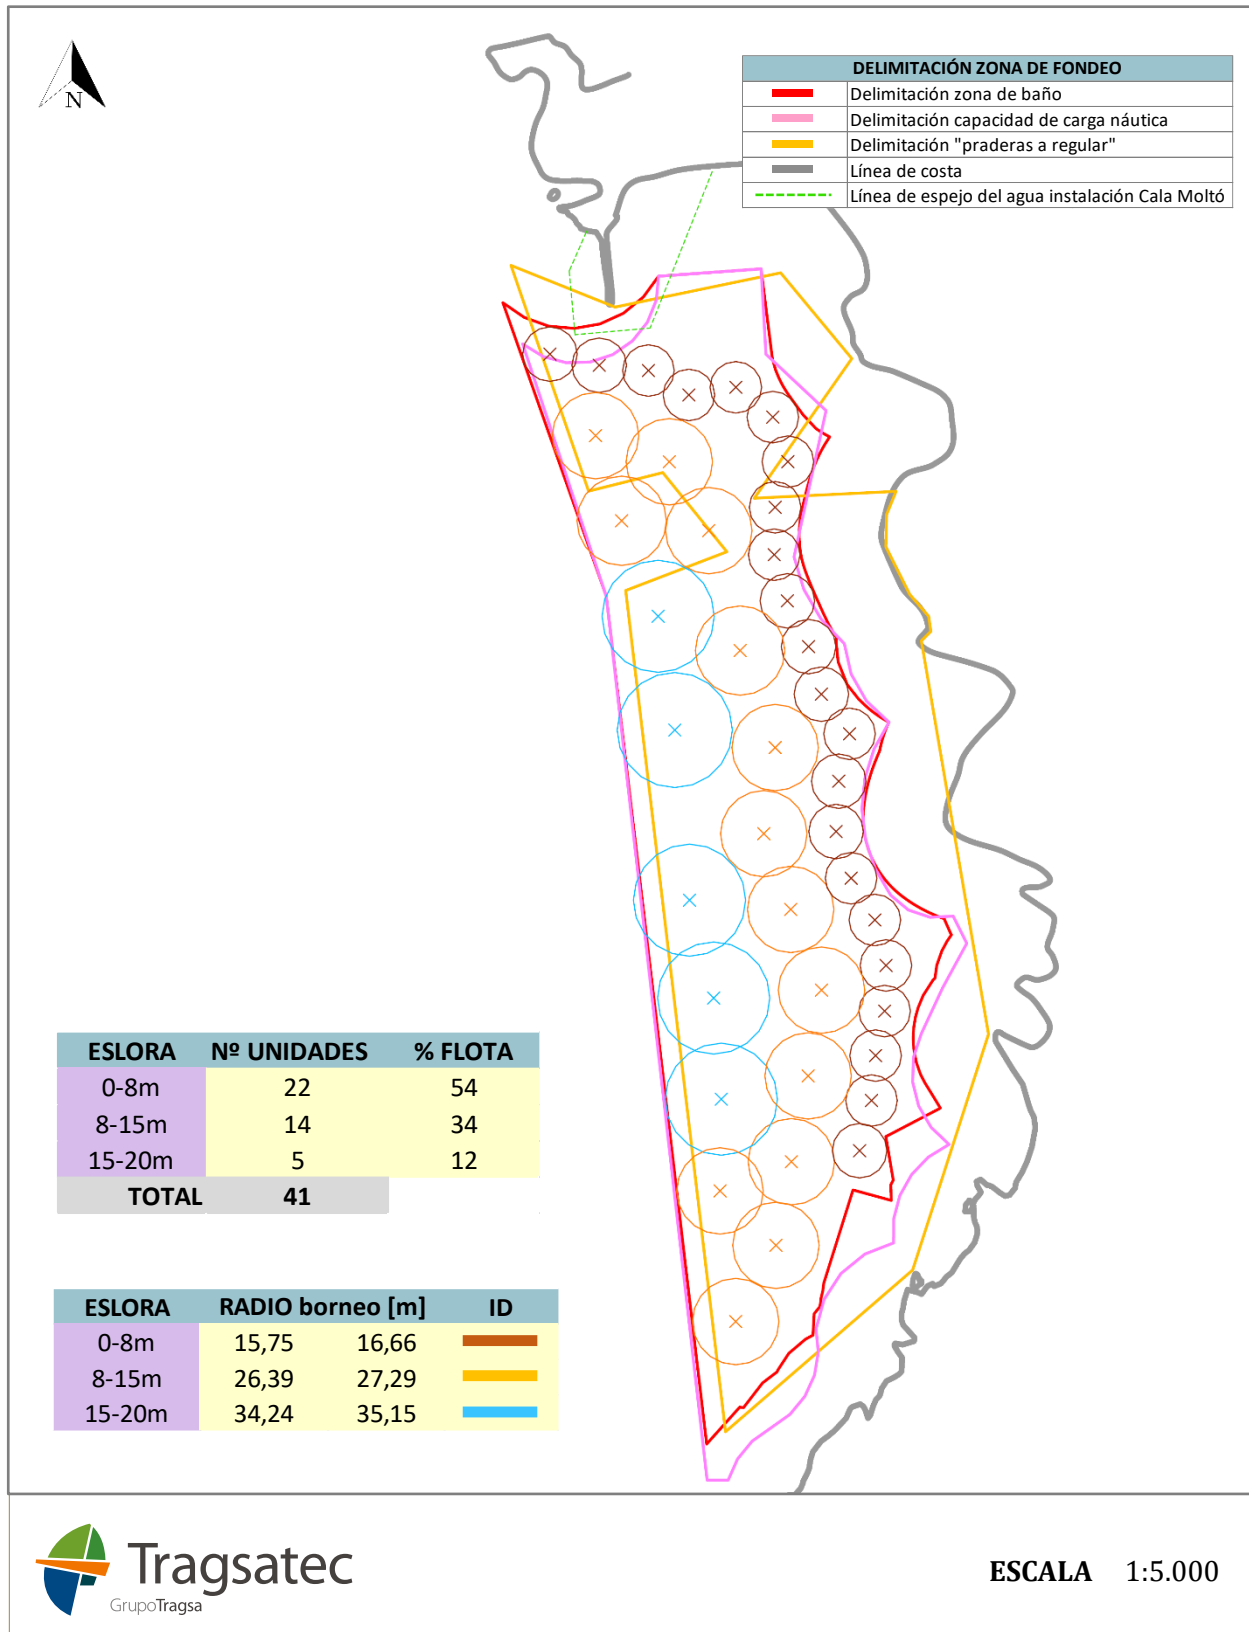 N
DELIMITACIÓN ZONA DE FONDEO
Delimitación zona de baño
Delimitación capacidad de carga náutica
Delimitación "praderas a regular"
Línea de costa
Línea de espejo del agua instalación Cala Moltó
ESLORA Nº UNIDADES % FLOTA
0-8m 22 54
8-15m 14 34
15-20m 5 12
TOTAL 41
ESLORA RADIO borneo [m] ID
0-8m 15,75 16,66
8-15m 26,39 27,29
15-20m 34,24 35,15
Tragsatec
GrupoTragsa
ESCALA 1:5.000